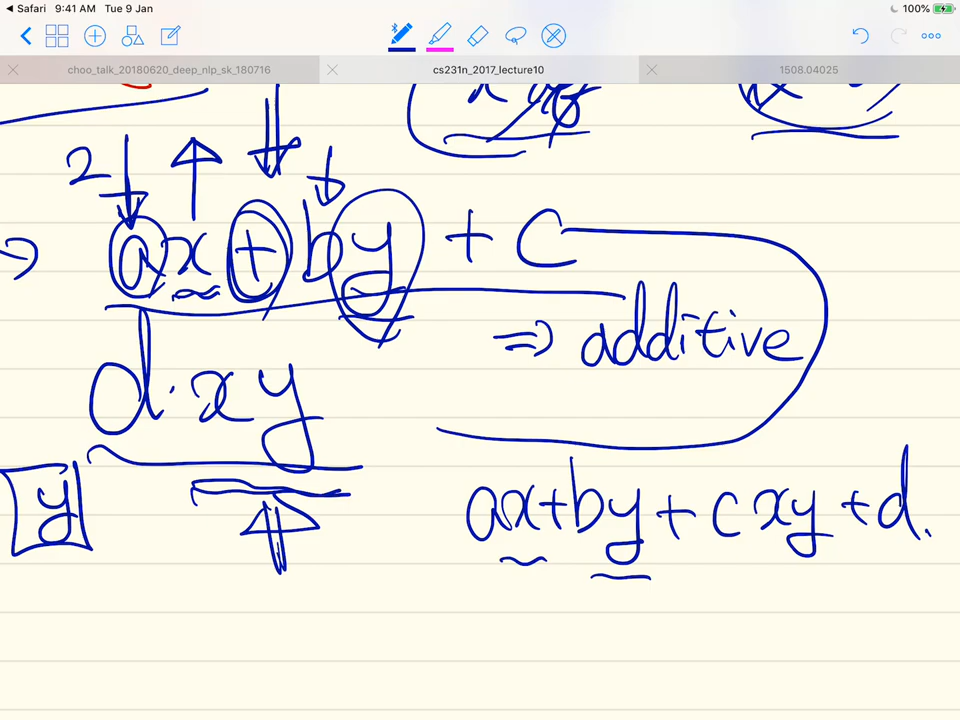 Safari 9:41 AM Tue 9 Jan 100%
choo_talk_20180620_deep_nlp_sk_180716 cs231n_2017_lecture10 1508.04025
2
⇒ ax + by + c
⇒ additive
d·xy
y
ax + by + cxy + d.